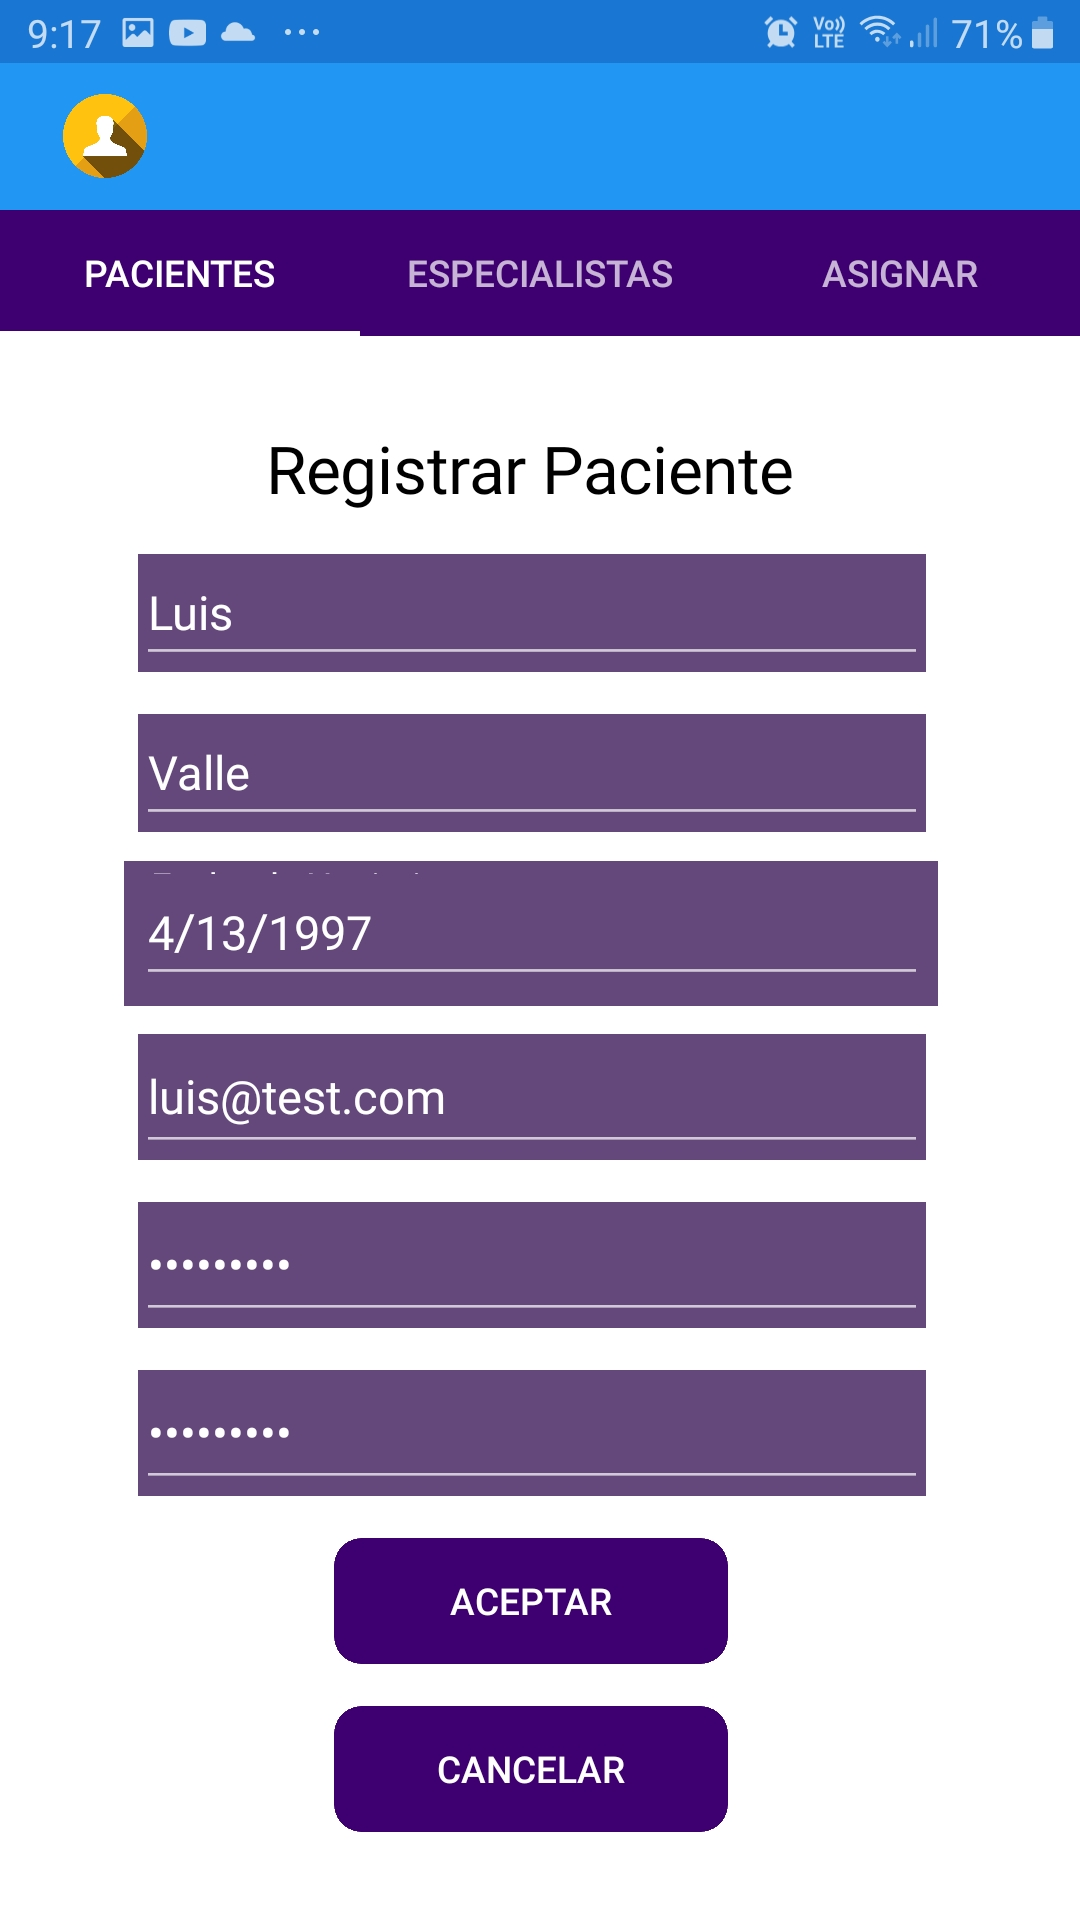 9:17 ... Vo)) LTE 71%
PACIENTES ESPECIALISTAS ASIGNAR
Registrar Paciente
Luis
Valle
4/13/1997
luis@test.com
•••••••••
•••••••••
ACEPTAR
CANCELAR